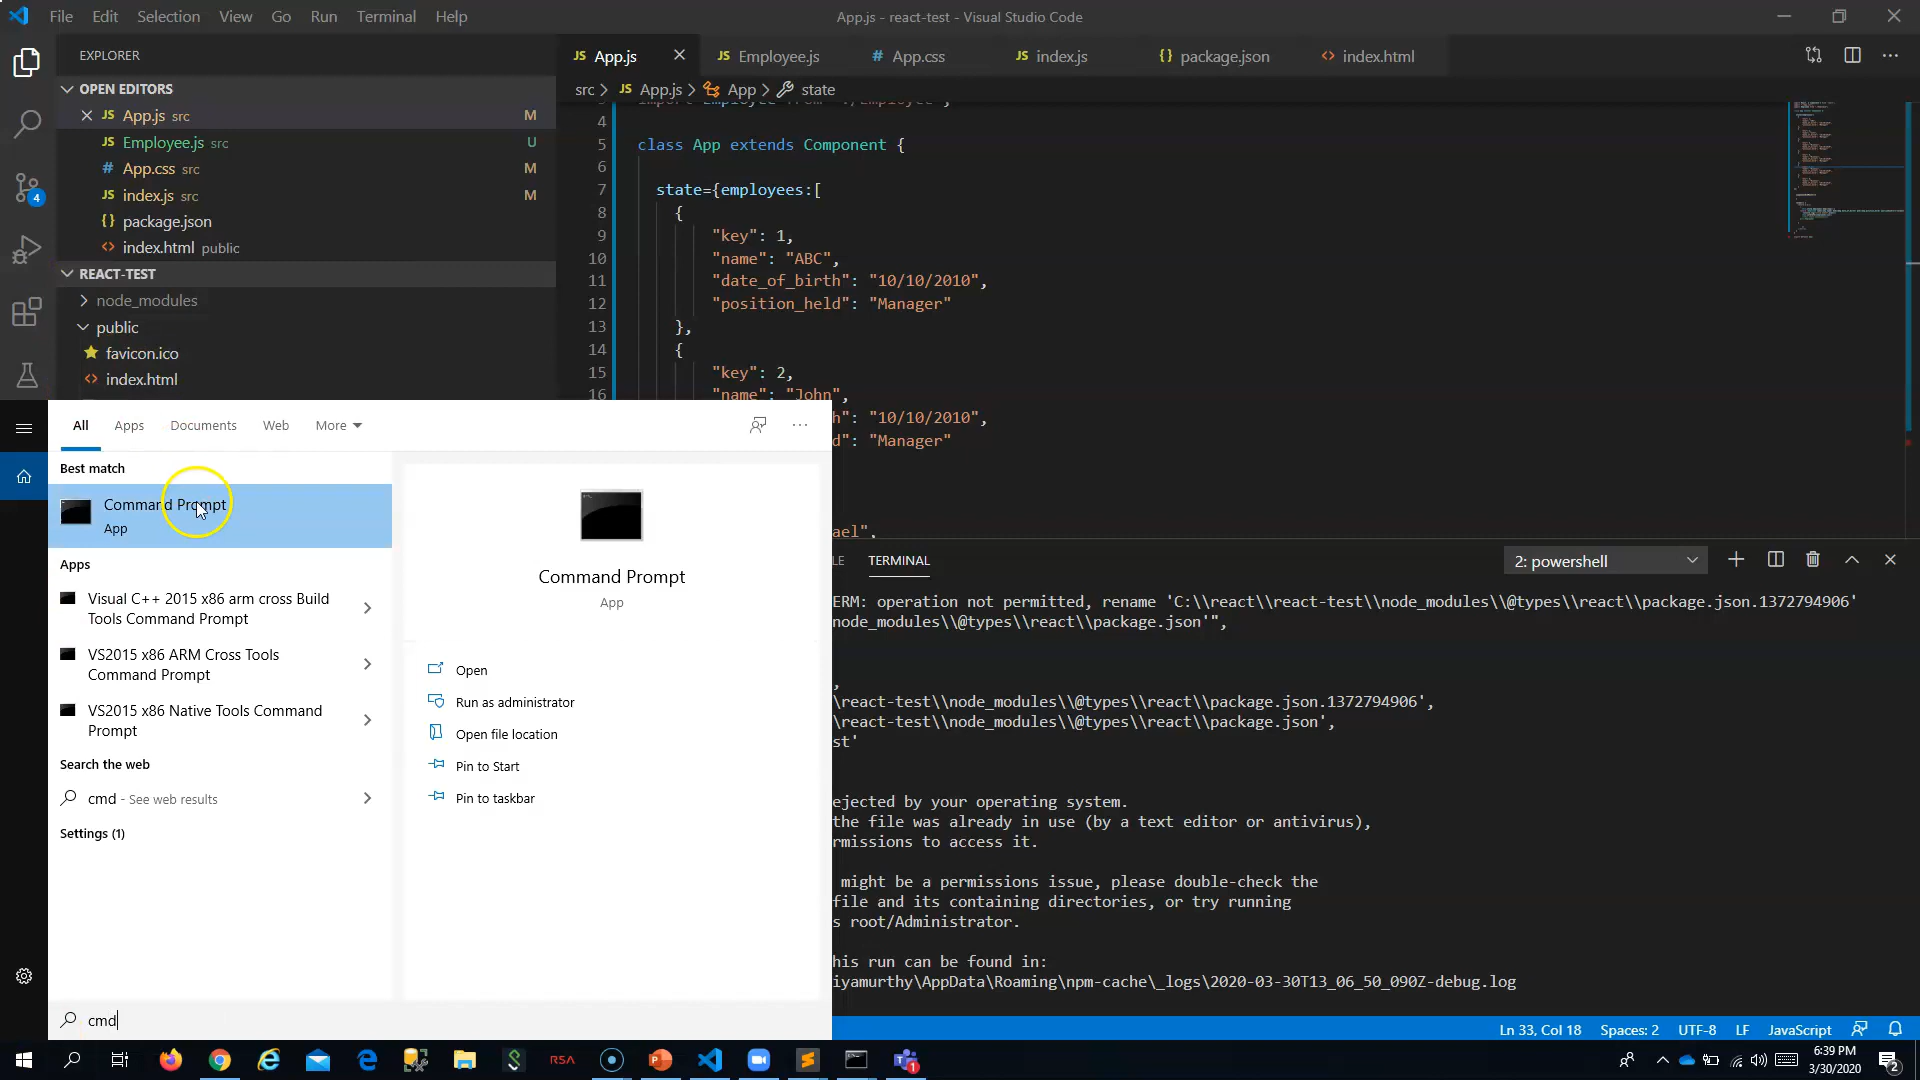 File Edit Selection View Go Run Terminal Help
App.js - react-test - Visual Studio Code
EXPLORER
JS App.js
JS Employee.js
# App.css
JS index.js
{} package.json
<> index.html
OPEN EDITORS
src > JS App.js > App > state
JS App.js src M
JS Employee.js src U
# App.css src M
JS index.js src M
{} package.json
<> index.html public
REACT-TEST
node_modules
public
favicon.ico
<> index.html
4
4
5 class App extends Component {
6
7 state={employees:[
8 {
9 "key": 1,
10 "name": "ABC",
11 "date_of_birth": "10/10/2010",
12 "position_held": "Manager"
13 },
14 {
15 "key": 2,
16 "name": "John",
h": "10/10/2010",
d": "Manager"
ael",
All Apps Documents Web More
Best match
Command Prompt
App
Apps
Visual C++ 2015 x86 arm cross Build
Tools Command Prompt
VS2015 x86 ARM Cross Tools
Command Prompt
VS2015 x86 Native Tools Command
Prompt
Search the web
cmd - See web results
Settings (1)
Command Prompt
App
Open
Run as administrator
Open file location
Pin to Start
Pin to taskbar
cmd
LE TERMINAL 2: powershell
ERM: operation not permitted, rename 'C:\\react\\react-test\\node_modules\\@types\\react\\package.json.1372794906'
node_modules\\@types\\react\\package.json'",
,
\react-test\\node_modules\\@types\\react\\package.json.1372794906',
\react-test\\node_modules\\@types\\react\\package.json',
st'
ejected by your operating system.
the file was already in use (by a text editor or antivirus),
rmissions to access it.
might be a permissions issue, please double-check the
file and its containing directories, or try running
s root/Administrator.
his run can be found in:
iyamurthy\AppData\Roaming\npm-cache\_logs\2020-03-30T13_06_50_090Z-debug.log
Ln 33, Col 18 Spaces: 2 UTF-8 LF JavaScript
RSA
1
6:39 PM
3/30/2020
2